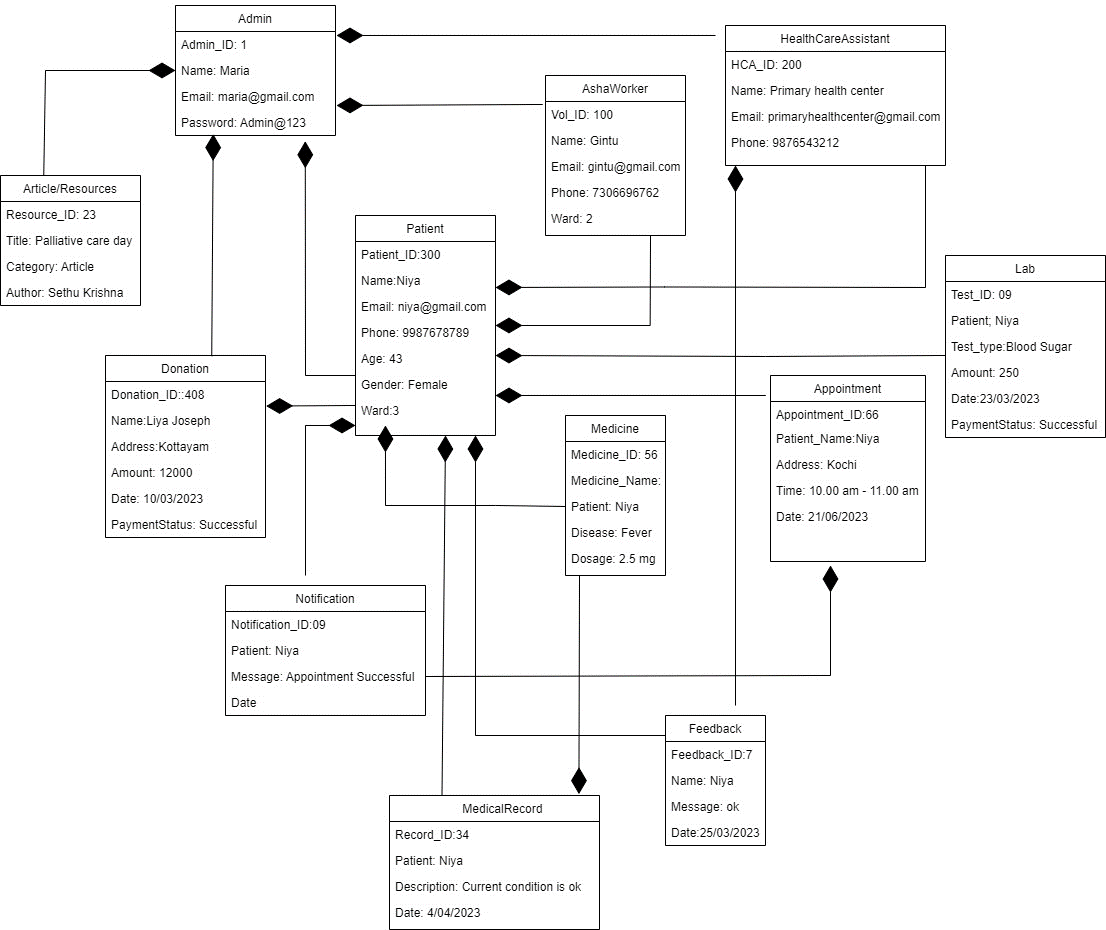 Admin
Admin_ID: 1
Name: Maria
Email: maria@gmail.com
Password: Admin@123
HealthCareAssistant
HCA_ID: 200
Name: Primary health center
Email: primaryhealthcenter@gmail.com
Phone: 9876543212
AshaWorker
Vol_ID: 100
Name: Gintu
Email: gintu@gmail.com
Phone: 7306696762
Ward: 2
Article/Resources
Resource_ID: 23
Title: Palliative care day
Category: Article
Author: Sethu Krishna
Patient
Patient_ID:300
Name:Niya
Email: niya@gmail.com
Phone: 9987678789
Age: 43
Gender: Female
Ward:3
Lab
Test_ID: 09
Patient; Niya
Test_type:Blood Sugar
Amount: 250
Date:23/03/2023
PaymentStatus: Successful
Donation
Donation_ID::408
Name:Liya Joseph
Address:Kottayam
Amount: 12000
Date: 10/03/2023
PaymentStatus: Successful
Appointment
Appointment_ID:66
Patient_Name:Niya
Address: Kochi
Time: 10.00 am - 11.00 am
Date: 21/06/2023
Medicine
Medicine_ID: 56
Medicine_Name:
Patient: Niya
Disease: Fever
Dosage: 2.5 mg
Notification
Notification_ID:09
Patient: Niya
Message: Appointment Successful
Date
Feedback
Feedback_ID:7
Name: Niya
Message: ok
Date:25/03/2023
MedicalRecord
Record_ID:34
Patient: Niya
Description: Current condition is ok
Date: 4/04/2023